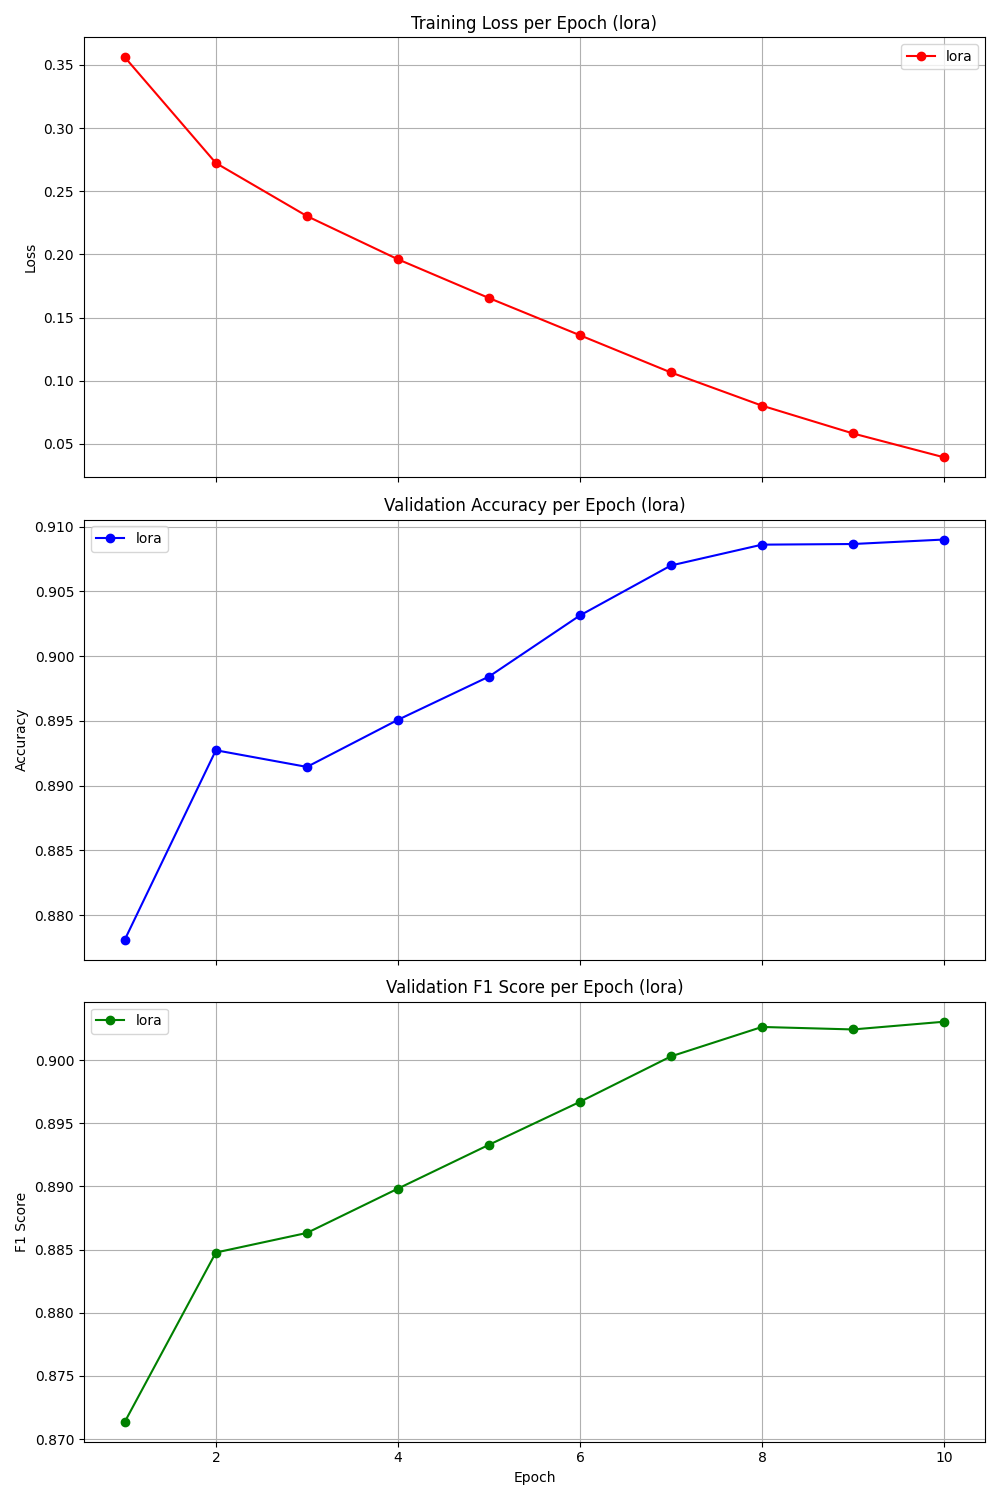 Training Loss per Epoch (lora)
lora
0.35
0.30
0.25
0.20
0.15
0.10
0.05
Loss
Validation Accuracy per Epoch (lora)
lora
0.910
0.905
0.900
0.895
0.890
0.885
0.880
Accuracy
Validation F1 Score per Epoch (lora)
lora
0.900
0.895
0.890
0.885
0.880
0.875
0.870
F1 Score
2 4 6 8 10
Epoch